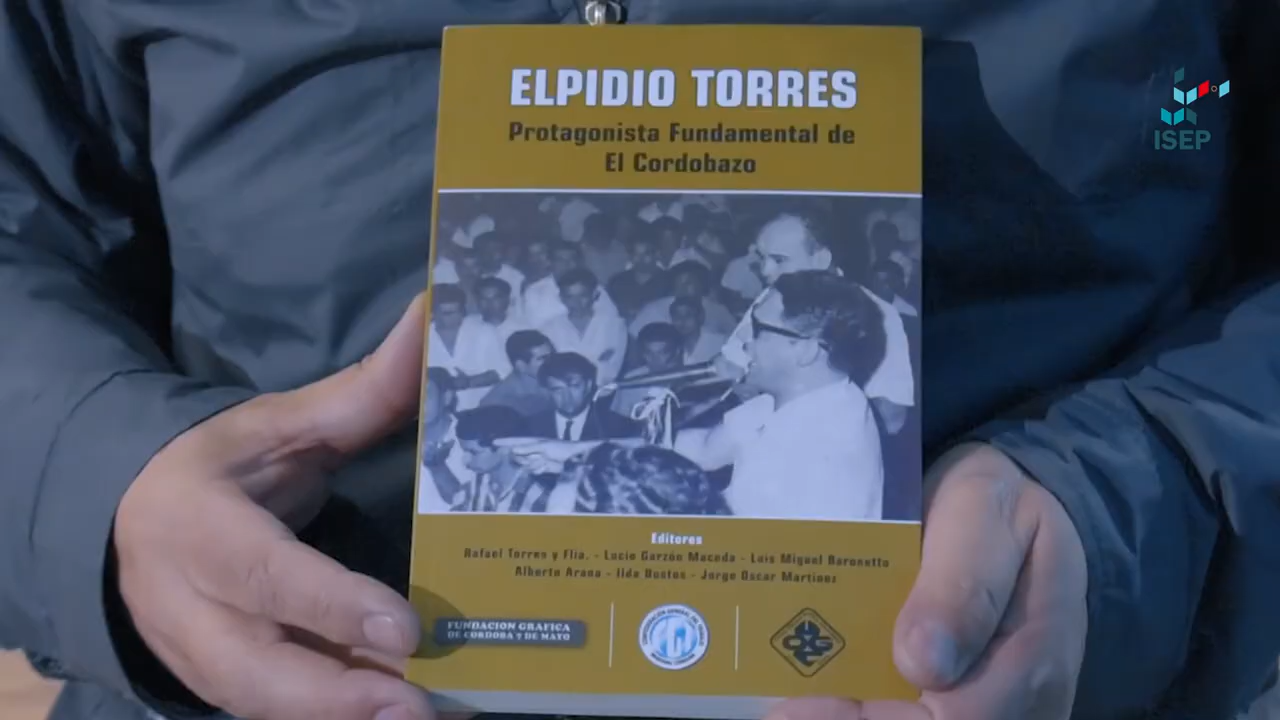 ELPIDIO TORRES
Protagonista Fundamental de
El Cordobazo
ISEP
Editores
Rafael Torres y Flia. - Lucio Garzón Maceda - Luis Miguel Baronetto
Alberto Arana - Ilda Bustos - Jorge Oscar Martínez
FUNDACION GRAFICA
DE CORDOBA 7 DE MAYO